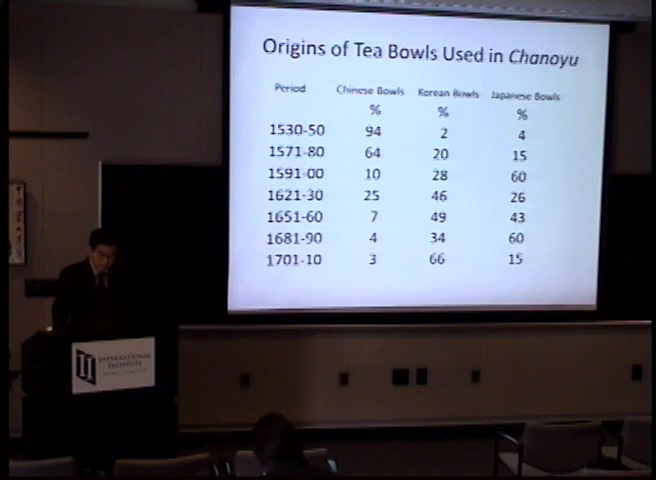 Origins of Tea Bowls Used in Chanoyu
Period Chinese Bowls Korean Bowls Japanese Bowls
% % %
1530-50 94 2 4
1571-80 64 20 15
1591-00 10 28 60
1621-30 25 46 26
1651-60 7 49 43
1681-90 4 34 60
1701-10 3 66 15
II INTERNATIONAL
INSTITUTE